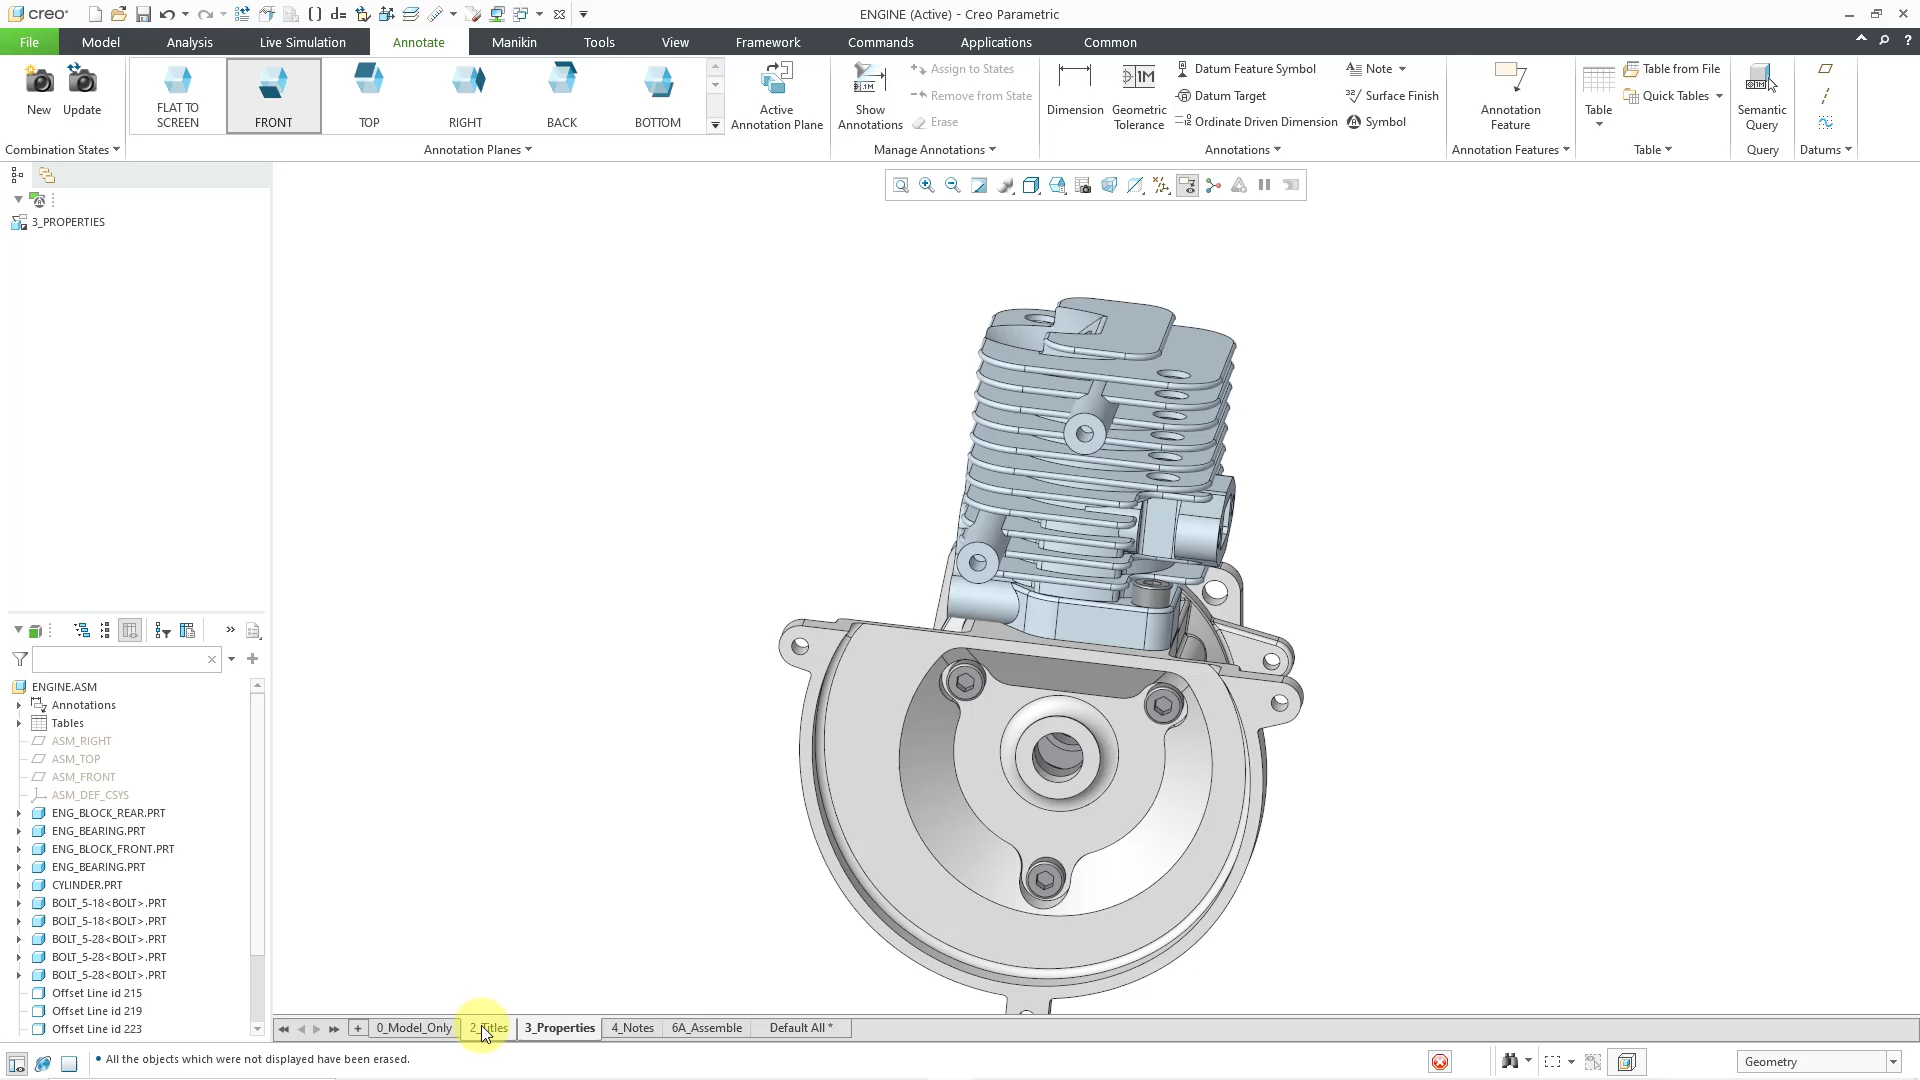 creo®
d=
ENGINE (Active) - Creo Parametric
File
Model
Analysis
Live Simulation
Annotate
Manikin
Tools
View
Framework
Commands
Applications
Common
New
Update
Combination States
FLAT TO SCREEN
FRONT
TOP
RIGHT
BACK
BOTTOM
Annotation Planes
Active Annotation Plane
Show Annotations
Assign to States
Remove from State
Erase
Manage Annotations
Dimension
Geometric Tolerance
Datum Feature Symbol
Datum Target
Ordinate Driven Dimension
Note
Surface Finish
Symbol
Annotations
Annotation Feature
Annotation Features
Table
Table from File
Quick Tables
Table
Semantic Query
Query
Datums
3_PROPERTIES
ENGINE.ASM
Annotations
Tables
ASM_RIGHT
ASM_TOP
ASM_FRONT
ASM_DEF_CSYS
ENG_BLOCK_REAR.PRT
ENG_BEARING.PRT
ENG_BLOCK_FRONT.PRT
ENG_BEARING.PRT
CYLINDER.PRT
BOLT_5-18<BOLT>.PRT
BOLT_5-18<BOLT>.PRT
BOLT_5-28<BOLT>.PRT
BOLT_5-28<BOLT>.PRT
BOLT_5-28<BOLT>.PRT
Offset Line id 215
Offset Line id 219
Offset Line id 223
0_Model_Only
2_Titles
3_Properties
4_Notes
6A_Assemble
Default All *
• All the objects which were not displayed have been erased.
Geometry